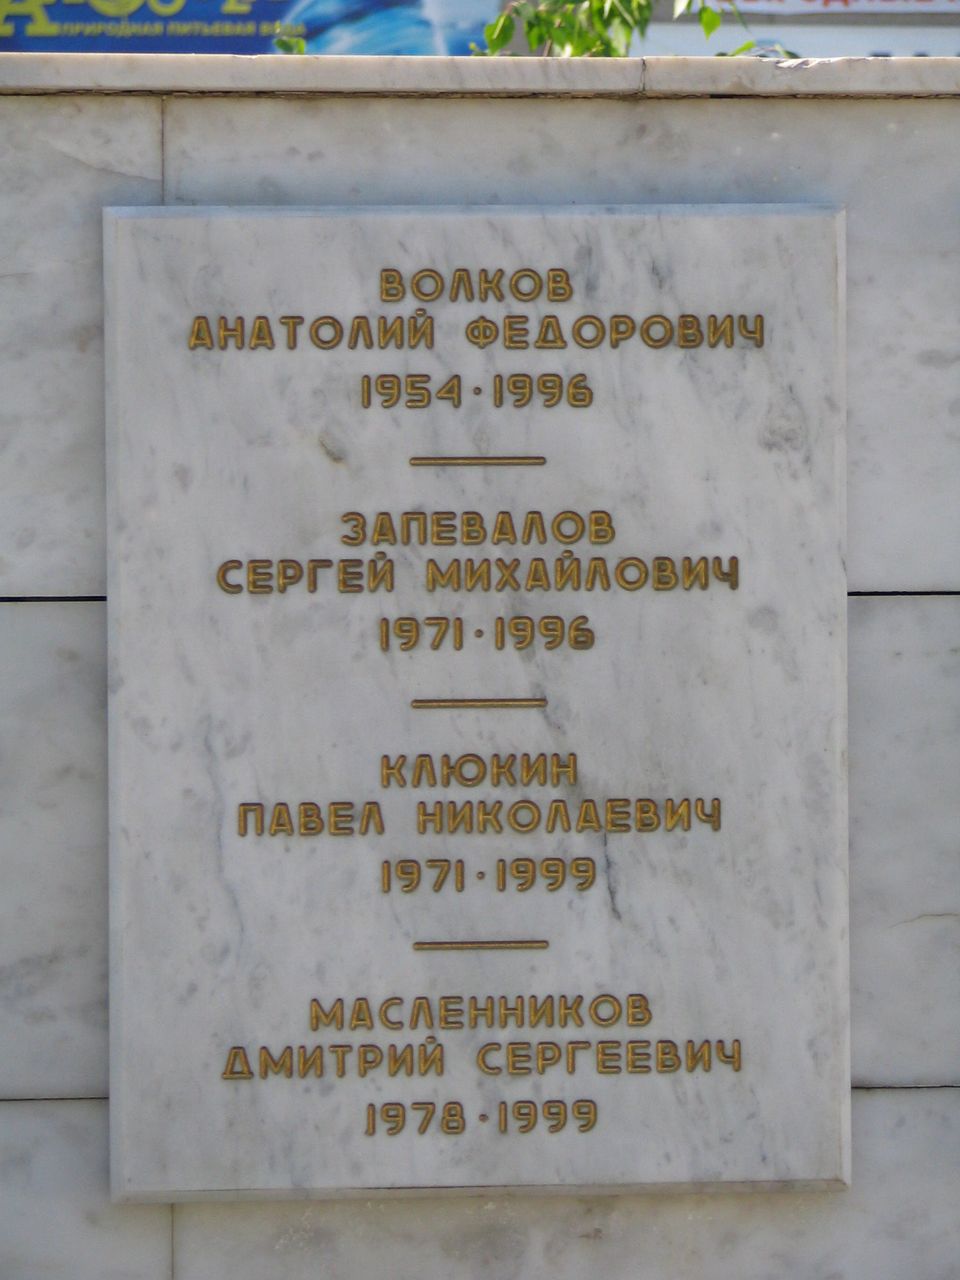 ПРИРОДНАЯ ПИТЬЕВАЯ ВОДА
ВОЛКОВ
АНАТОЛИЙ ФЕДОРОВИЧ
1954·1996
ЗАПЕВАЛОВ
СЕРГЕЙ МИХАЙЛОВИЧ
1971·1996
КЛЮКИН
ПАВЕЛ НИКОЛАЕВИЧ
1971·1999
МАСЛЕННИКОВ
ДМИТРИЙ СЕРГЕЕВИЧ
1978·1999